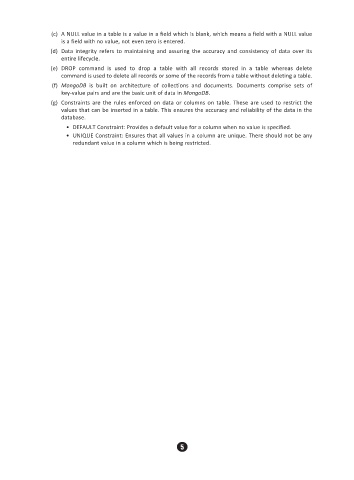 (c) A NULL value in a table is a value in a field which is blank, which means a field with a NULL value
is a field with no value, not even zero is entered.
(d) Data integrity refers to maintaining and assuring the accuracy and consistency of data over its
entire lifecycle.
(e) DROP command is used to drop a table with all records stored in a table whereas delete
command is used to delete all records or some of the records from a table without deleting a table.
(f) MongoDB is built on architecture of collections and documents. Documents comprise sets of
key-value pairs and are the basic unit of data in MongoDB.
(g) Constraints are the rules enforced on data or columns on table. These are used to restrict the
values that can be inserted in a table. This ensures the accuracy and reliability of the data in the
database.
• DEFAULT Constraint: Provides a default value for a column when no value is specified.
• UNIQUE Constraint: Ensures that all values in a column are unique. There should not be any
redundant value in a column which is being restricted.
5